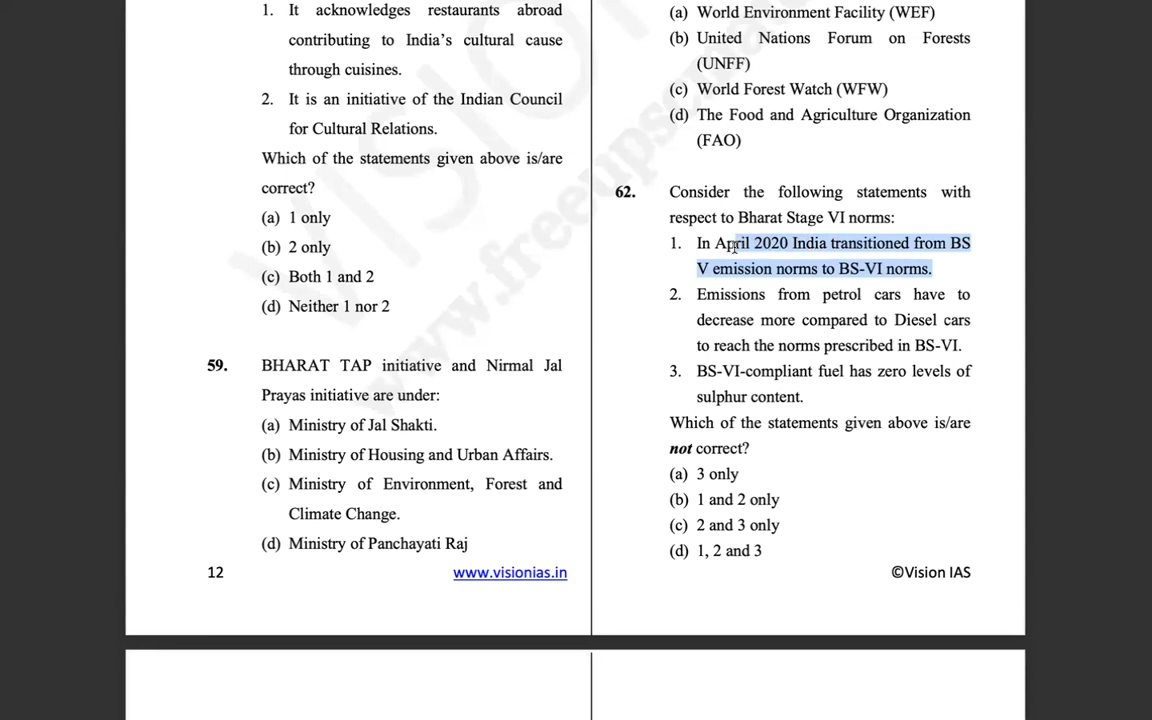 1. It acknowledges restaurants abroad
contributing to India's cultural cause
through cuisines.
2. It is an initiative of the Indian Council
for Cultural Relations.
Which of the statements given above is/are
correct?
(a) 1 only
(b) 2 only
(c) Both 1 and 2
(d) Neither 1 nor 2
59. BHARAT TAP initiative and Nirmal Jal
Prayas initiative are under:
(a) Ministry of Jal Shakti.
(b) Ministry of Housing and Urban Affairs.
(c) Ministry of Environment, Forest and
Climate Change.
(d) Ministry of Panchayati Raj
12 www.visionias.in
(a) World Environment Facility (WEF)
(b) United Nations Forum on Forests
(UNFF)
(c) World Forest Watch (WFW)
(d) The Food and Agriculture Organization
(FAO)
62. Consider the following statements with
respect to Bharat Stage VI norms:
1. In April 2020 India transitioned from BS
V emission norms to BS-VI norms.
2. Emissions from petrol cars have to
decrease more compared to Diesel cars
to reach the norms prescribed in BS-VI.
3. BS-VI-compliant fuel has zero levels of
sulphur content.
Which of the statements given above is/are
not correct?
(a) 3 only
(b) 1 and 2 only
(c) 2 and 3 only
(d) 1, 2 and 3
©Vision IAS